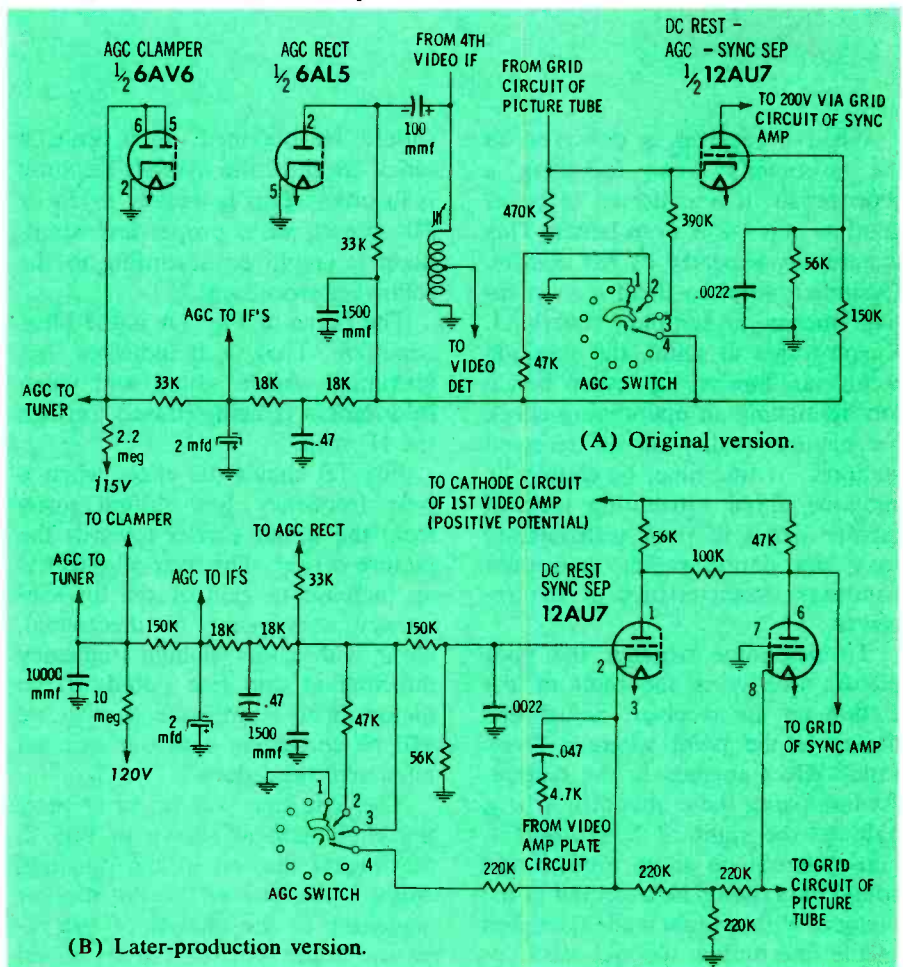 AGC CLAMPER
½ 6AV6
AGC RECT
½ 6AL5
FROM 4TH
VIDEO IF
DC REST -
AGC - SYNC SEP
½ 12AU7
FROM GRID
CIRCUIT OF
PICTURE TUBE
TO 200V VIA GRID
CIRCUIT OF SYNC
AMP
6
5
2
2
5
- +
100
mmf
33K
1500
mmf
TO
VIDEO
DET
470K
390K
56K
.0022
150K
1
2
3
4
47K
AGC SWITCH
AGC TO IF'S
AGC TO
TUNER
33K
18K
18K
2.2
meg
115V
2 mfd
- +
.47
(A) Original version.
TO CATHODE CIRCUIT
OF 1ST VIDEO AMP
(POSITIVE POTENTIAL)
TO CLAMPER
TO AGC RECT
AGC TO
TUNER
AGC TO IF'S
33K
56K
47K
100K
DC REST
SYNC SEP
12AU7
1
2
3
6
7
8
150K
18K
18K
150K
10000
mmf
10
meg
120V
2
mfd
- +
.47
1500
mmf
47K
56K
.0022
.047
4.7K
FROM VIDEO
AMP PLATE
CIRCUIT
TO GRID
OF SYNC AMP
1
2
3
4
AGC SWITCH
220K
220K
220K
220K
TO GRID
CIRCUIT OF
PICTURE
TUBE
(B) Later-production version.